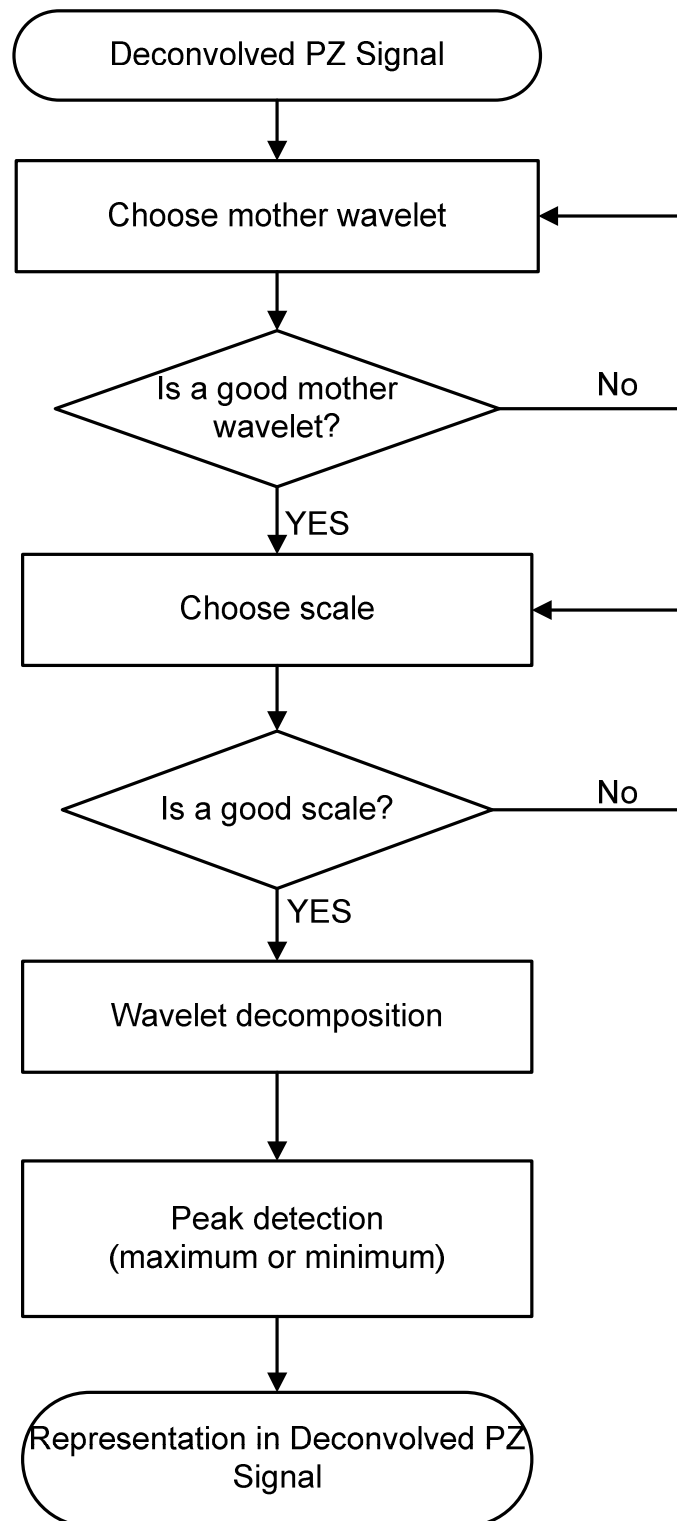 Deconvolved PZ Signal
Choose mother wavelet
Is a good mother
wavelet?
No
YES
Choose scale
Is a good scale?
No
YES
Wavelet decomposition
Peak detection
(maximum or minimum)
Representation in Deconvolved PZ
Signal